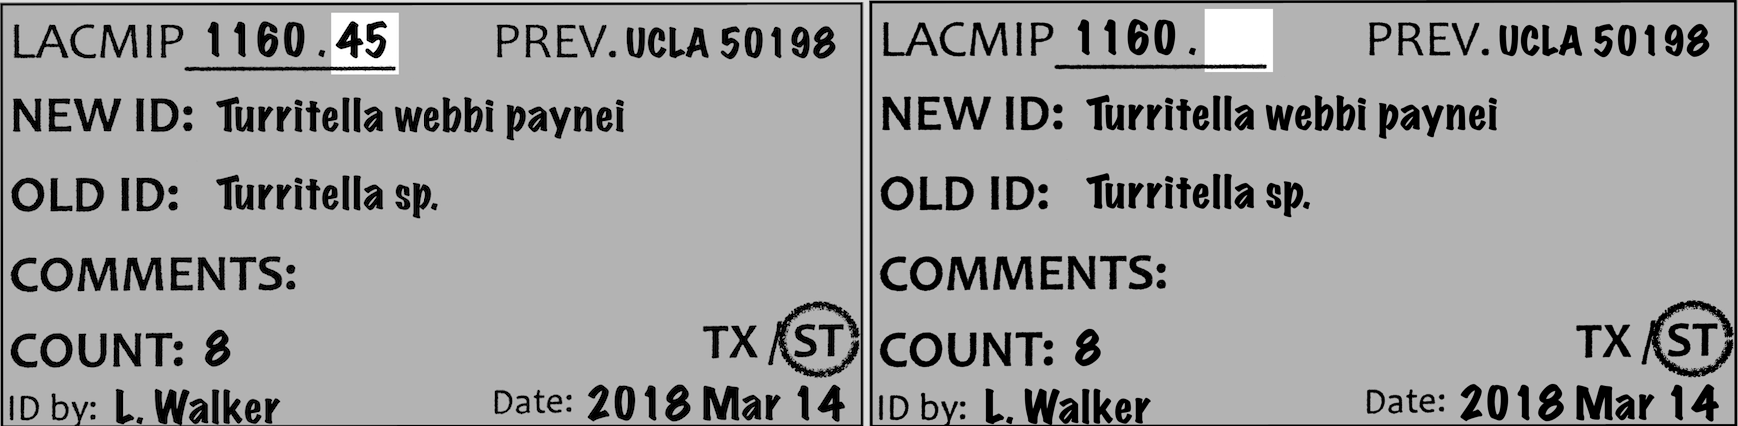 LACMIP 1160.45 PREV. UCLA 50198
NEW ID: Turritella webbi paynei
OLD ID: Turritella sp.
COMMENTS:
COUNT: 8 TX / ST
ID by: L. Walker Date: 2018 Mar 14
LACMIP 1160. PREV. UCLA 50198
NEW ID: Turritella webbi paynei
OLD ID: Turritella sp.
COMMENTS:
COUNT: 8 TX / ST
ID by: L. Walker Date: 2018 Mar 14